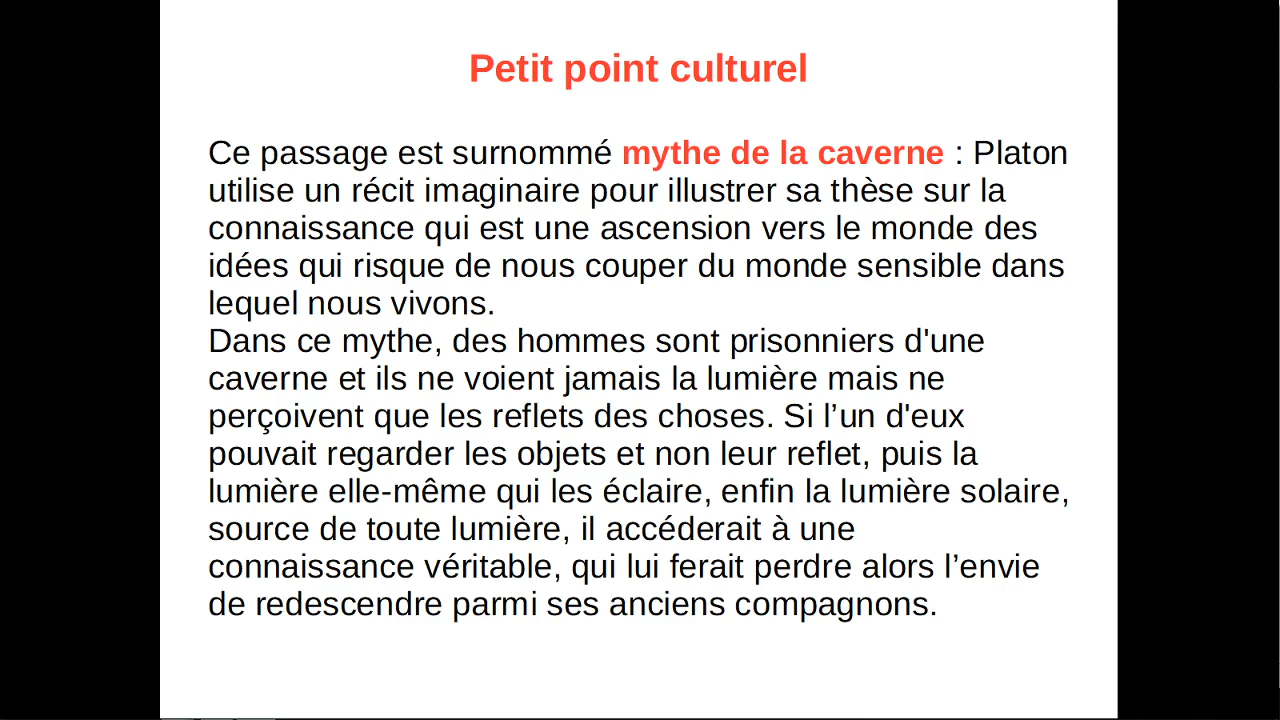 Petit point culturel
Ce passage est surnommé mythe de la caverne : Platon
utilise un récit imaginaire pour illustrer sa thèse sur la
connaissance qui est une ascension vers le monde des
idées qui risque de nous couper du monde sensible dans
lequel nous vivons.
Dans ce mythe, des hommes sont prisonniers d'une
caverne et ils ne voient jamais la lumière mais ne
perçoivent que les reflets des choses. Si l’un d'eux
pouvait regarder les objets et non leur reflet, puis la
lumière elle-même qui les éclaire, enfin la lumière solaire,
source de toute lumière, il accéderait à une
connaissance véritable, qui lui ferait perdre alors l’envie
de redescendre parmi ses anciens compagnons.